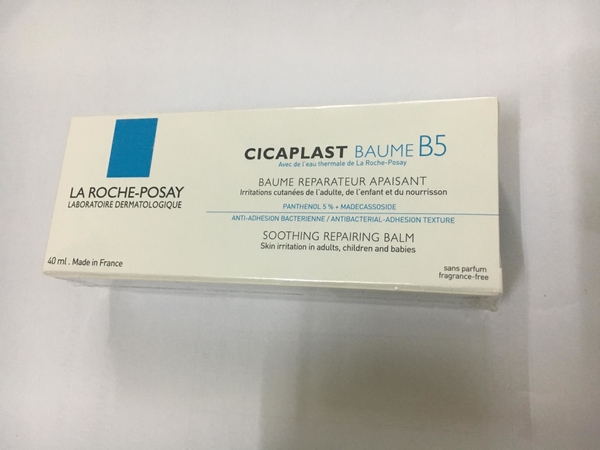 LA ROCHE-POSAY
LABORATOIRE DERMATOLOGIQUE
40 ml . Made in France
CICAPLAST BAUME B5
Avec de l'eau thermale de La Roche-Posay
BAUME REPARATEUR APAISANT
Irritations cutanées de l'adulte, de l'enfant et du nourrisson
PANTHENOL 5 % + MADECASSOSIDE
ANTI-ADHESION BACTERIENNE / ANTIBACTERIAL-ADHESION TEXTURE
SOOTHING REPAIRING BALM
Skin irritation in adults, children and babies
sans parfum
fragrance-free